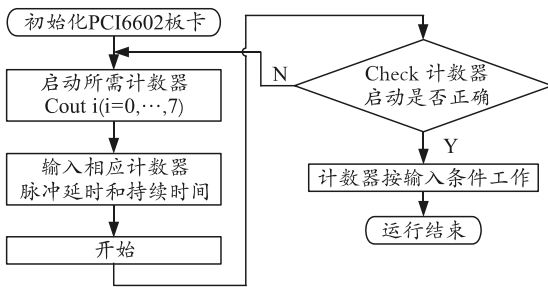 初始化PCI6602板卡
启动所需计数器
Cout i(i=0,⋯,7)
输入相应计数器
脉冲延时和持续时间
开始
Check 计数器
启动是否正确
N
Y
计数器按输入条件工作
运行结束